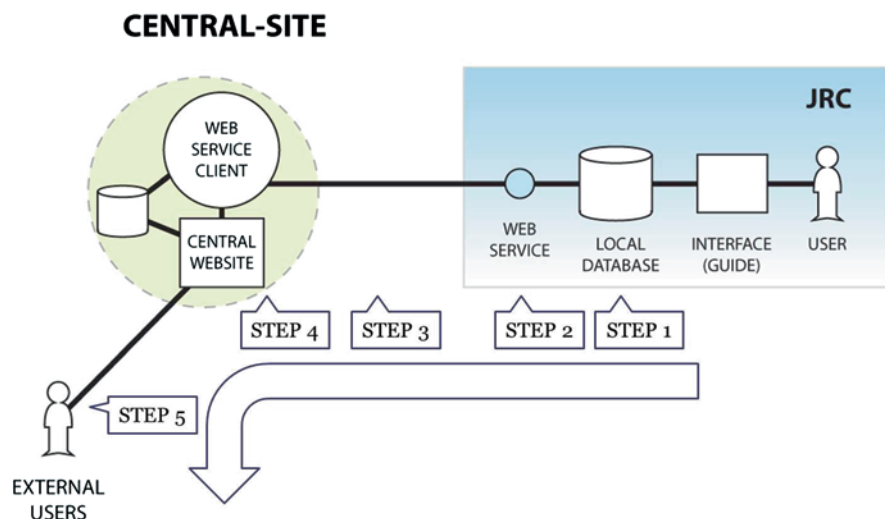 CENTRAL-SITE
JRC
WEB
SERVICE
CLIENT
CENTRAL
WEBSITE
WEB
SERVICE
LOCAL
DATABASE
INTERFACE
(GUIDE)
USER
STEP 4
STEP 3
STEP 2
STEP 1
STEP 5
EXTERNAL
USERS